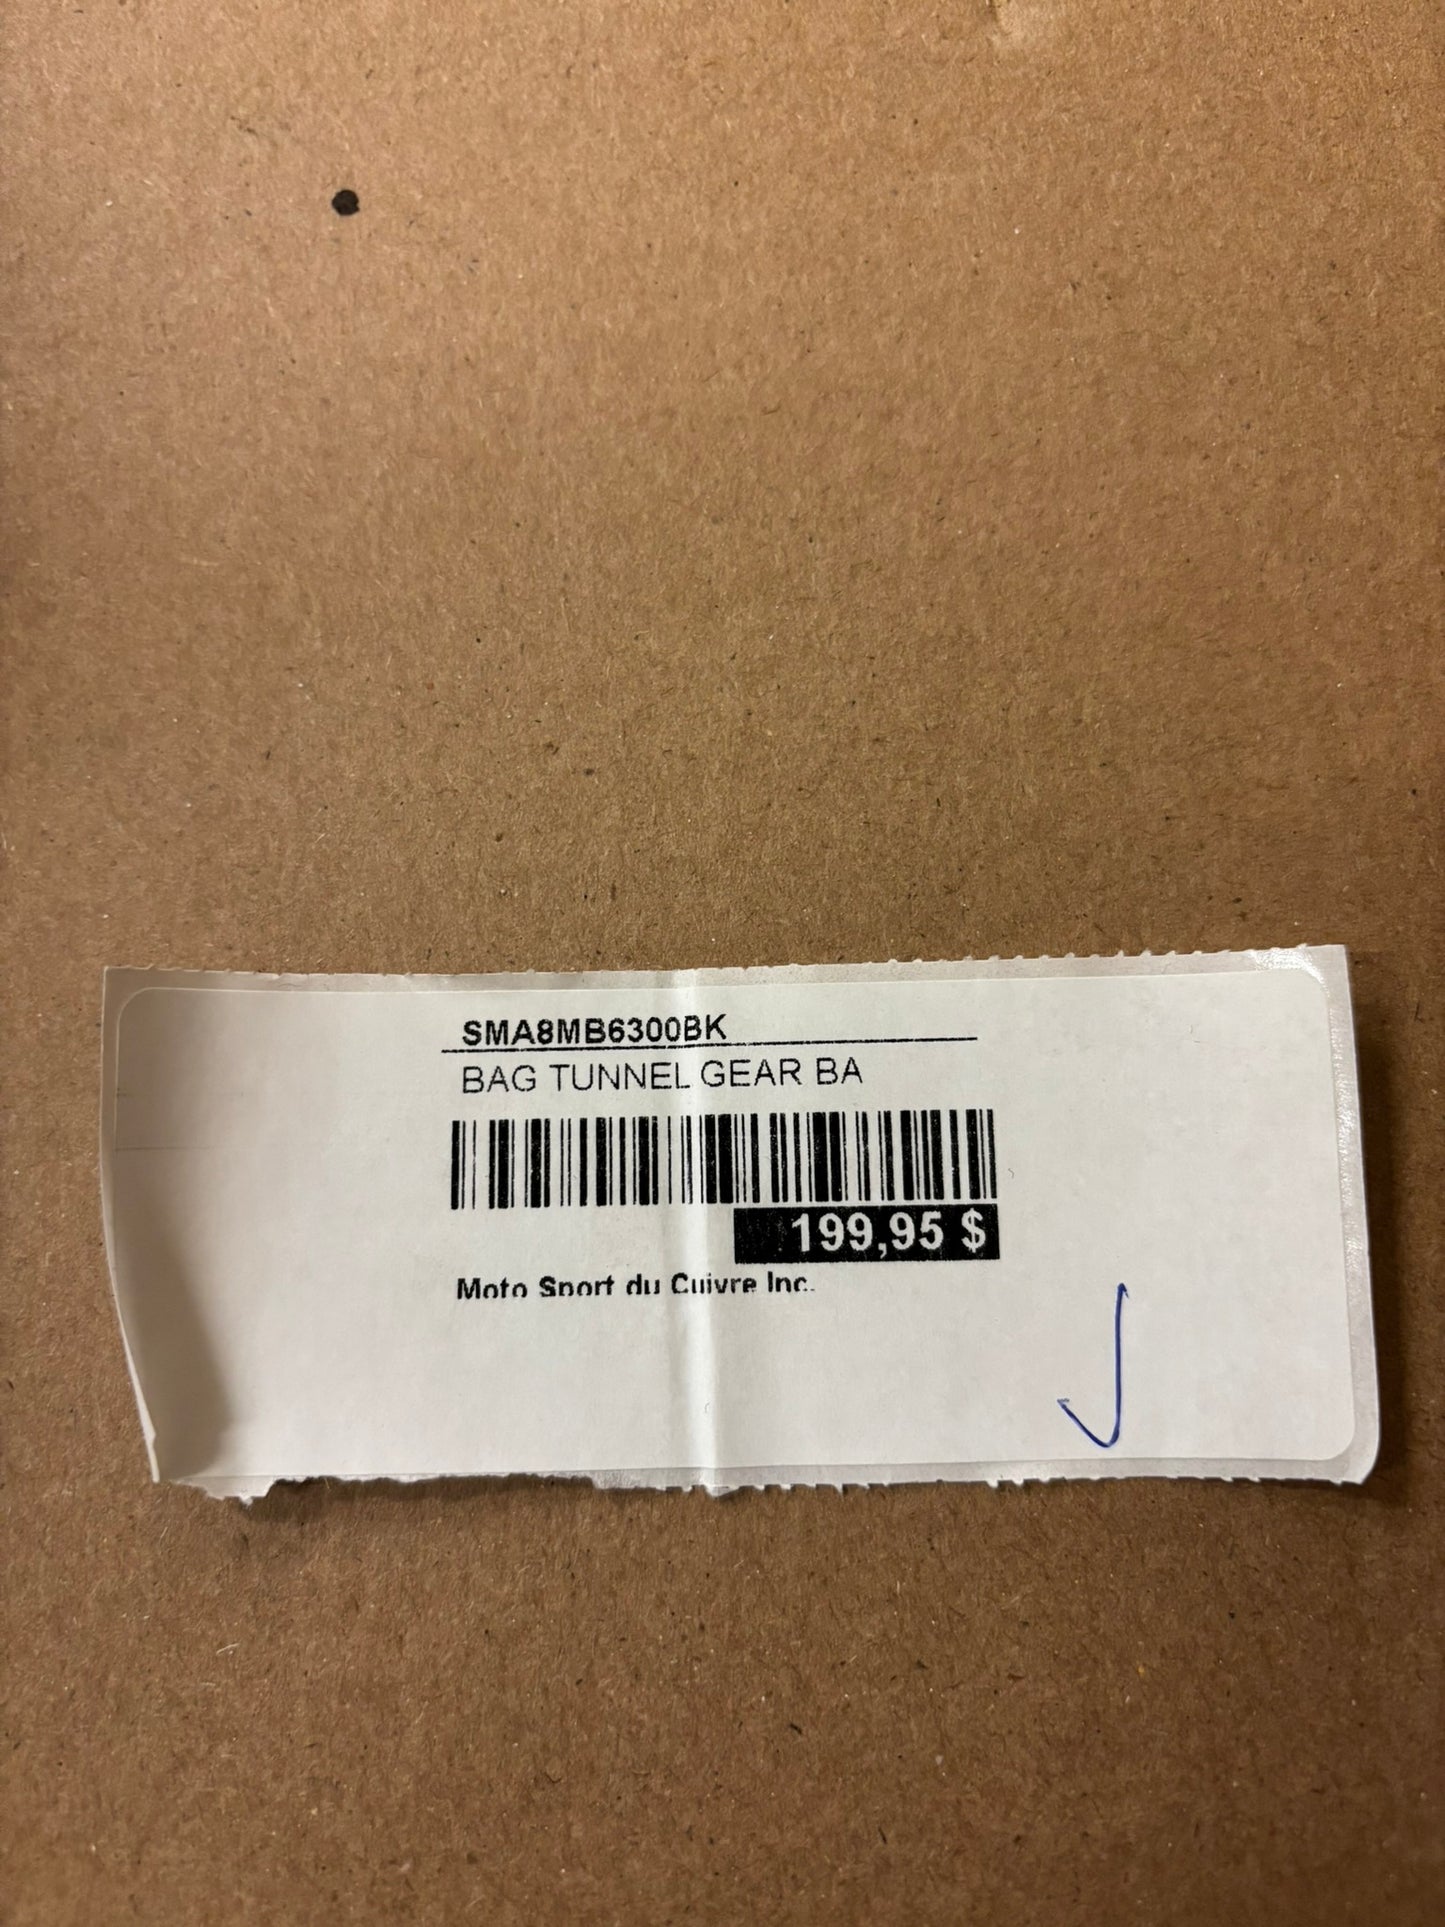 SMA8MB6300BK
BAG TUNNEL GEAR BA
199,95 $
Moto Sport du Cuivre Inc.